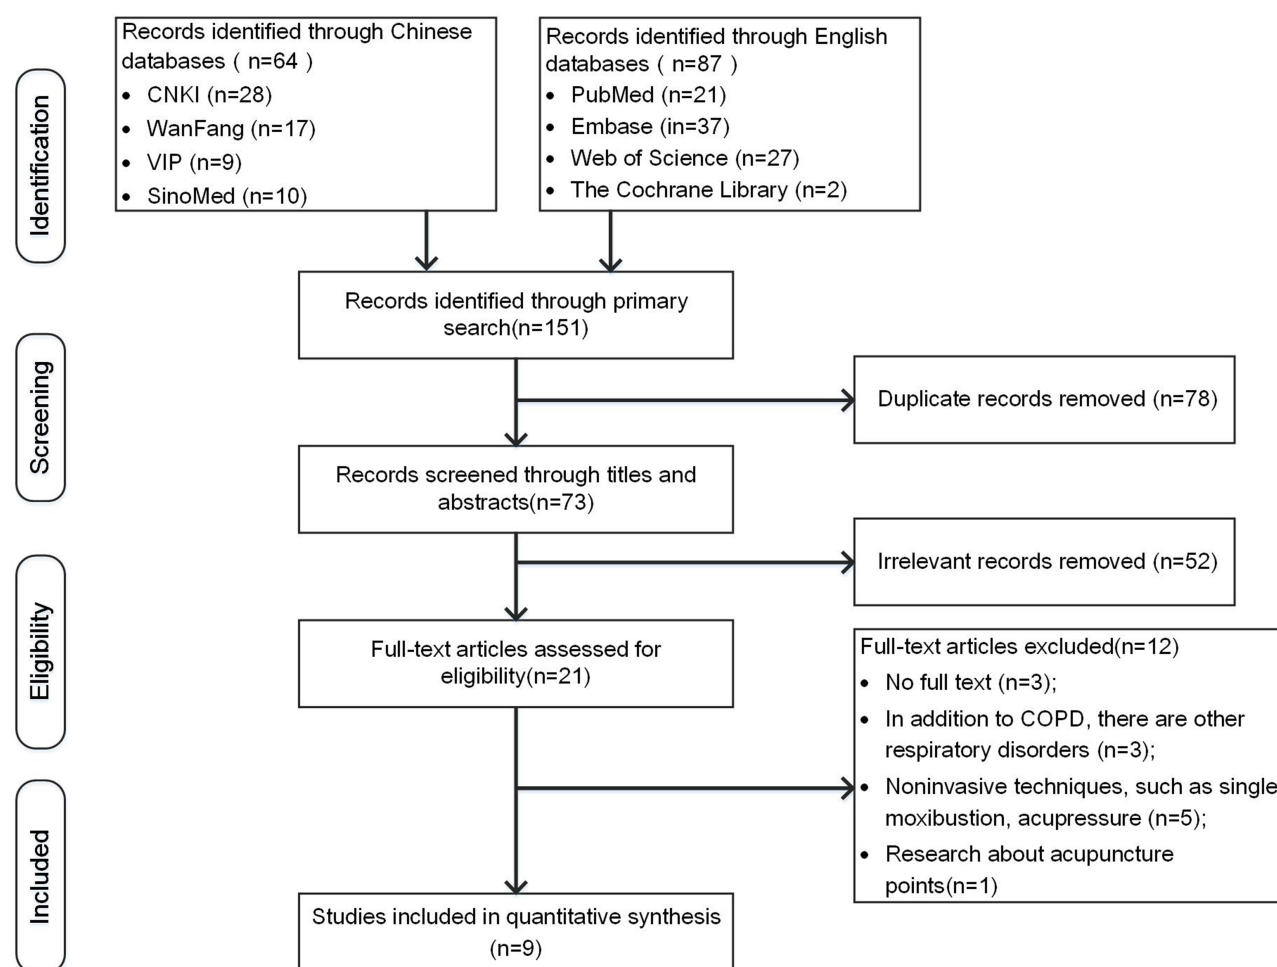 Records identified through Chinese
databases ( n=64 )
• CNKI (n=28)
• WanFang (n=17)
• VIP (n=9)
• SinoMed (n=10)
Records identified through English
databases ( n=87 )
• PubMed (n=21)
• Embase (in=37)
• Web of Science (n=27)
• The Cochrane Library (n=2)
Identification
Records identified through primary
search(n=151)
Screening
Duplicate records removed (n=78)
Records screened through titles and
abstracts(n=73)
Irrelevant records removed (n=52)
Eligibility
Full-text articles assessed for
eligibility(n=21)
Full-text articles excluded(n=12)
• No full text (n=3);
• In addition to COPD, there are other
respiratory disorders (n=3);
• Noninvasive techniques, such as single
moxibustion, acupressure (n=5);
• Research about acupuncture
points(n=1)
Included
Studies included in quantitative synthesis
(n=9)